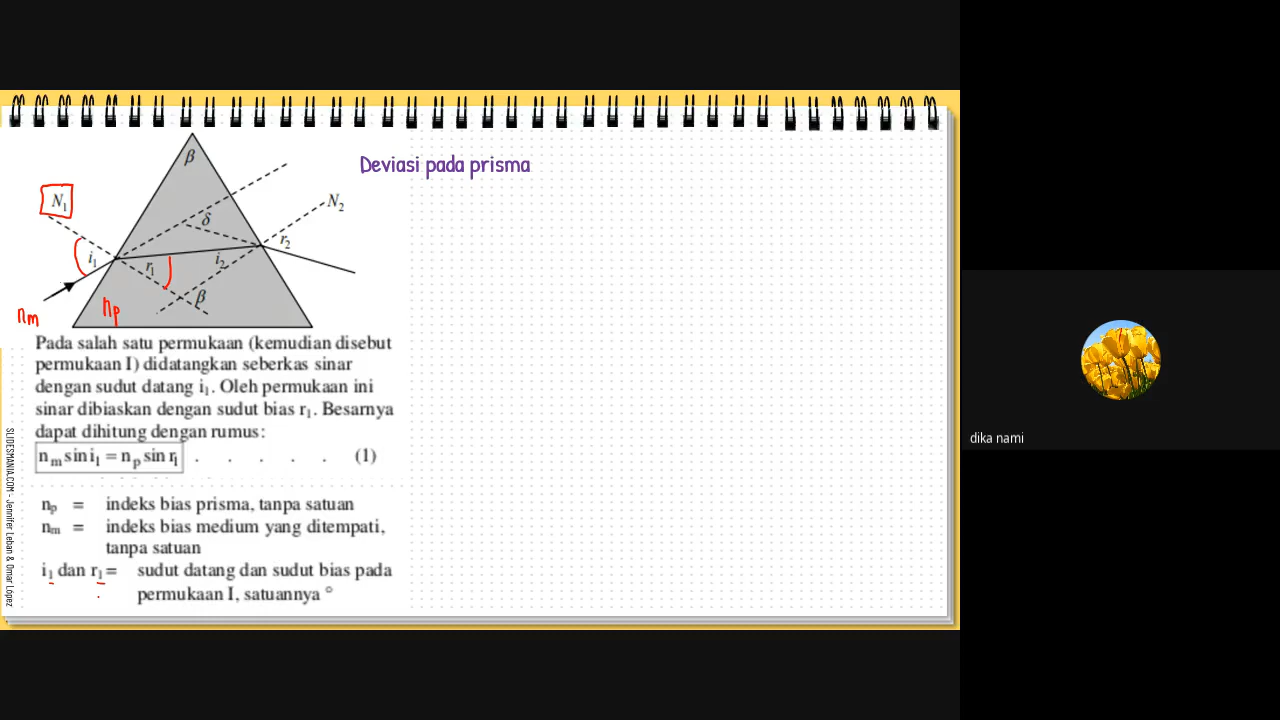 Deviasi pada prisma
β
N₁
N₂
δ
i₁
r₁
i₂
r₂
β
nm
np
Pada salah satu permukaan (kemudian disebut
permukaan I) didatangkan seberkas sinar
dengan sudut datang i₁. Oleh permukaan ini
sinar dibiaskan dengan sudut bias r₁. Besarnya
dapat dihitung dengan rumus:
nm sin i₁ = np sin r₁ . . . . . (1)
np = indeks bias prisma, tanpa satuan
nm = indeks bias medium yang ditempati,
tanpa satuan
i₁ dan r₁ = sudut datang dan sudut bias pada
permukaan I, satuannya °
SLIDESMANIA.COM - Jennifer Leban & Omar López
dika nami